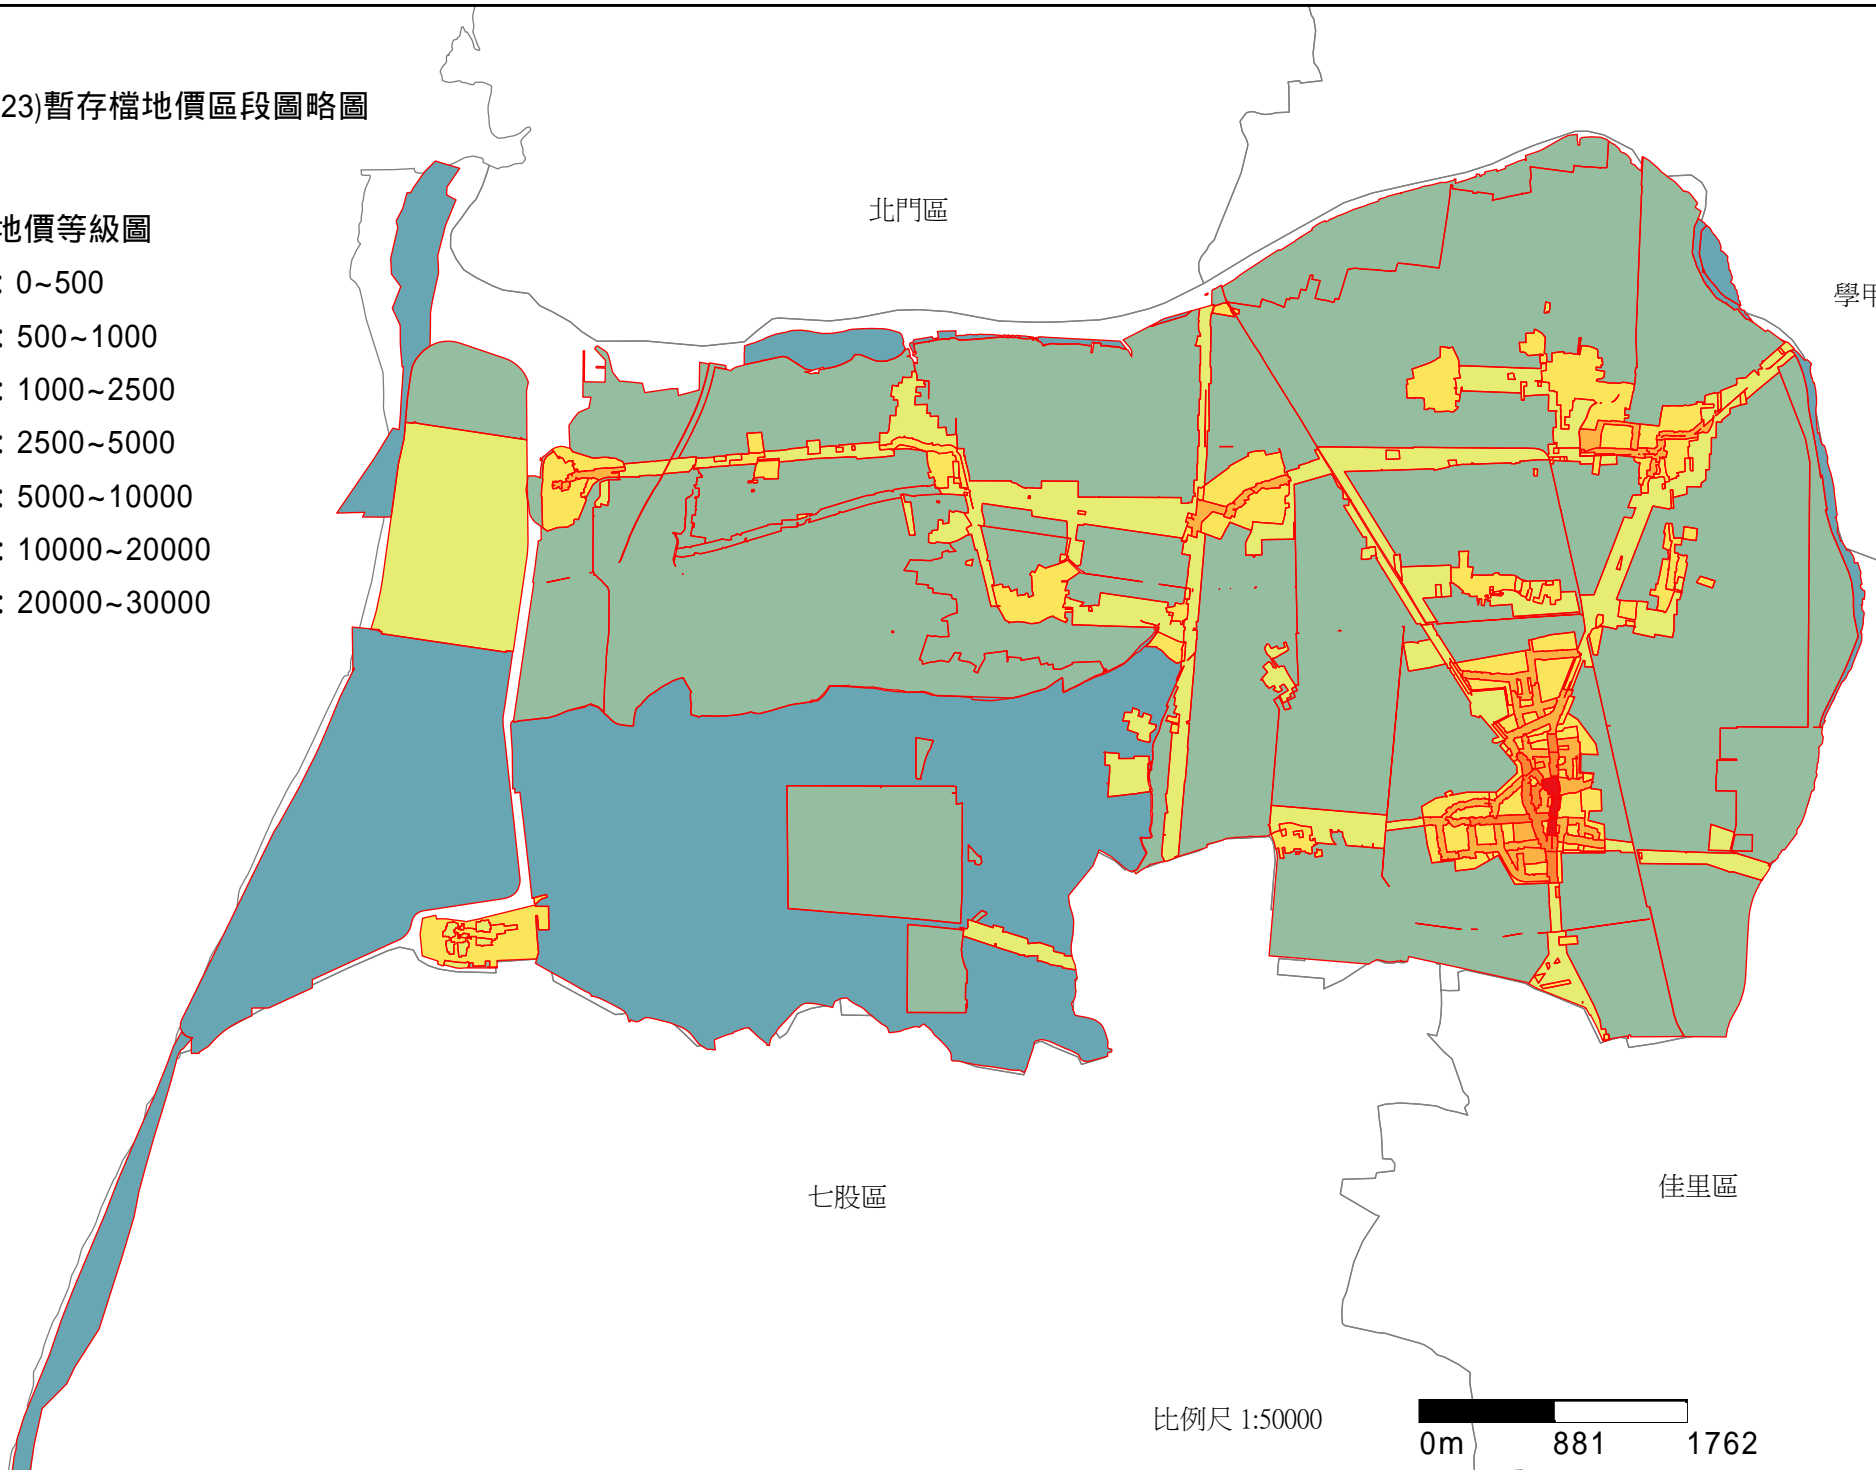 23)暫存檔地價區段圖略圖
地價等級圖
: 0~500
: 500~1000
: 1000~2500
: 2500~5000
: 5000~10000
: 10000~20000
: 20000~30000
北門區
學甲
七股區
佳里區
比例尺 1:50000
0m 881 1762